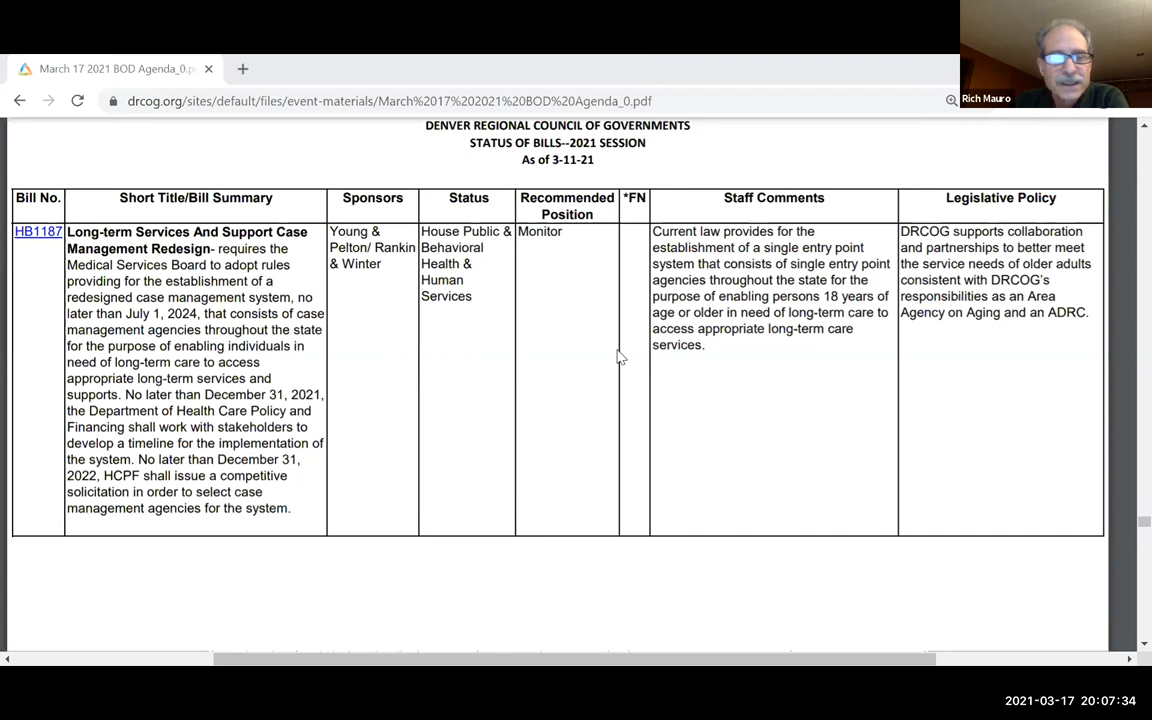 March 17 2021 BOD Agenda_0.p
drcog.org/sites/default/files/event-materials/March%2017%202021%20BOD%20Agenda_0.pdf
Rich Mauro
DENVER REGIONAL COUNCIL OF GOVERNMENTS
STATUS OF BILLS--2021 SESSION
As of 3-11-21
Bill No.
Short Title/Bill Summary
Sponsors
Status
Recommended
Position
*FN
Staff Comments
Legislative Policy
HB1187
Long-term Services And Support Case
Management Redesign- requires the
Medical Services Board to adopt rules
providing for the establishment of a
redesigned case management system, no
later than July 1, 2024, that consists of case
management agencies throughout the state
for the purpose of enabling individuals in
need of long-term care to access
appropriate long-term services and
supports. No later than December 31, 2021,
the Department of Health Care Policy and
Financing shall work with stakeholders to
develop a timeline for the implementation of
the system. No later than December 31,
2022, HCPF shall issue a competitive
solicitation in order to select case
management agencies for the system.
Young &
Pelton/ Rankin
& Winter
House Public &
Behavioral
Health &
Human
Services
Monitor
Current law provides for the
establishment of a single entry point
system that consists of single entry point
agencies throughout the state for the
purpose of enabling persons 18 years of
age or older in need of long-term care to
access appropriate long-term care
services.
DRCOG supports collaboration
and partnerships to better meet
the service needs of older adults
consistent with DRCOG's
responsibilities as an Area
Agency on Aging and an ADRC.
2021-03-17 20:07:34